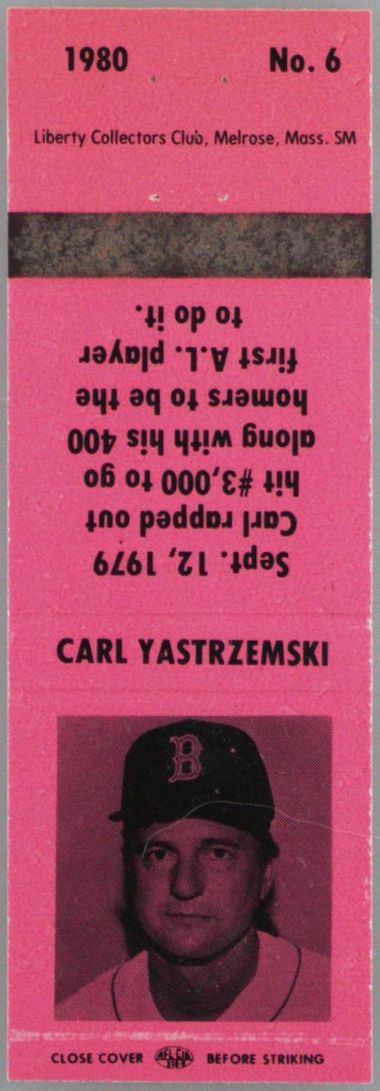 1980 No. 6
Liberty Collectors Club, Melrose, Mass. SM
Sept. 12, 1979
Carl rapped out
hit #3,000 to go
along with his 400
homers to be the
first A.L. player
to do it.
CARL YASTRZEMSKI
B
CLOSE COVER BEFORE STRIKING